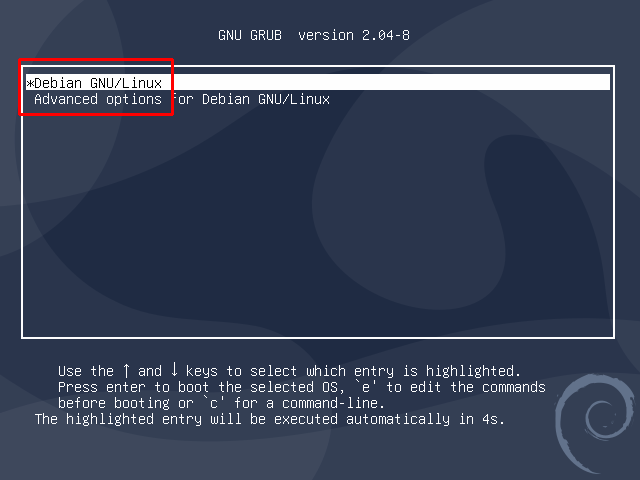 GNU GRUB version 2.04-8
*Debian GNU/Linux
Advanced options for Debian GNU/Linux
Use the ↑ and ↓ keys to select which entry is highlighted.
Press enter to boot the selected OS, `e' to edit the commands
before booting or `c' for a command-line.
The highlighted entry will be executed automatically in 4s.